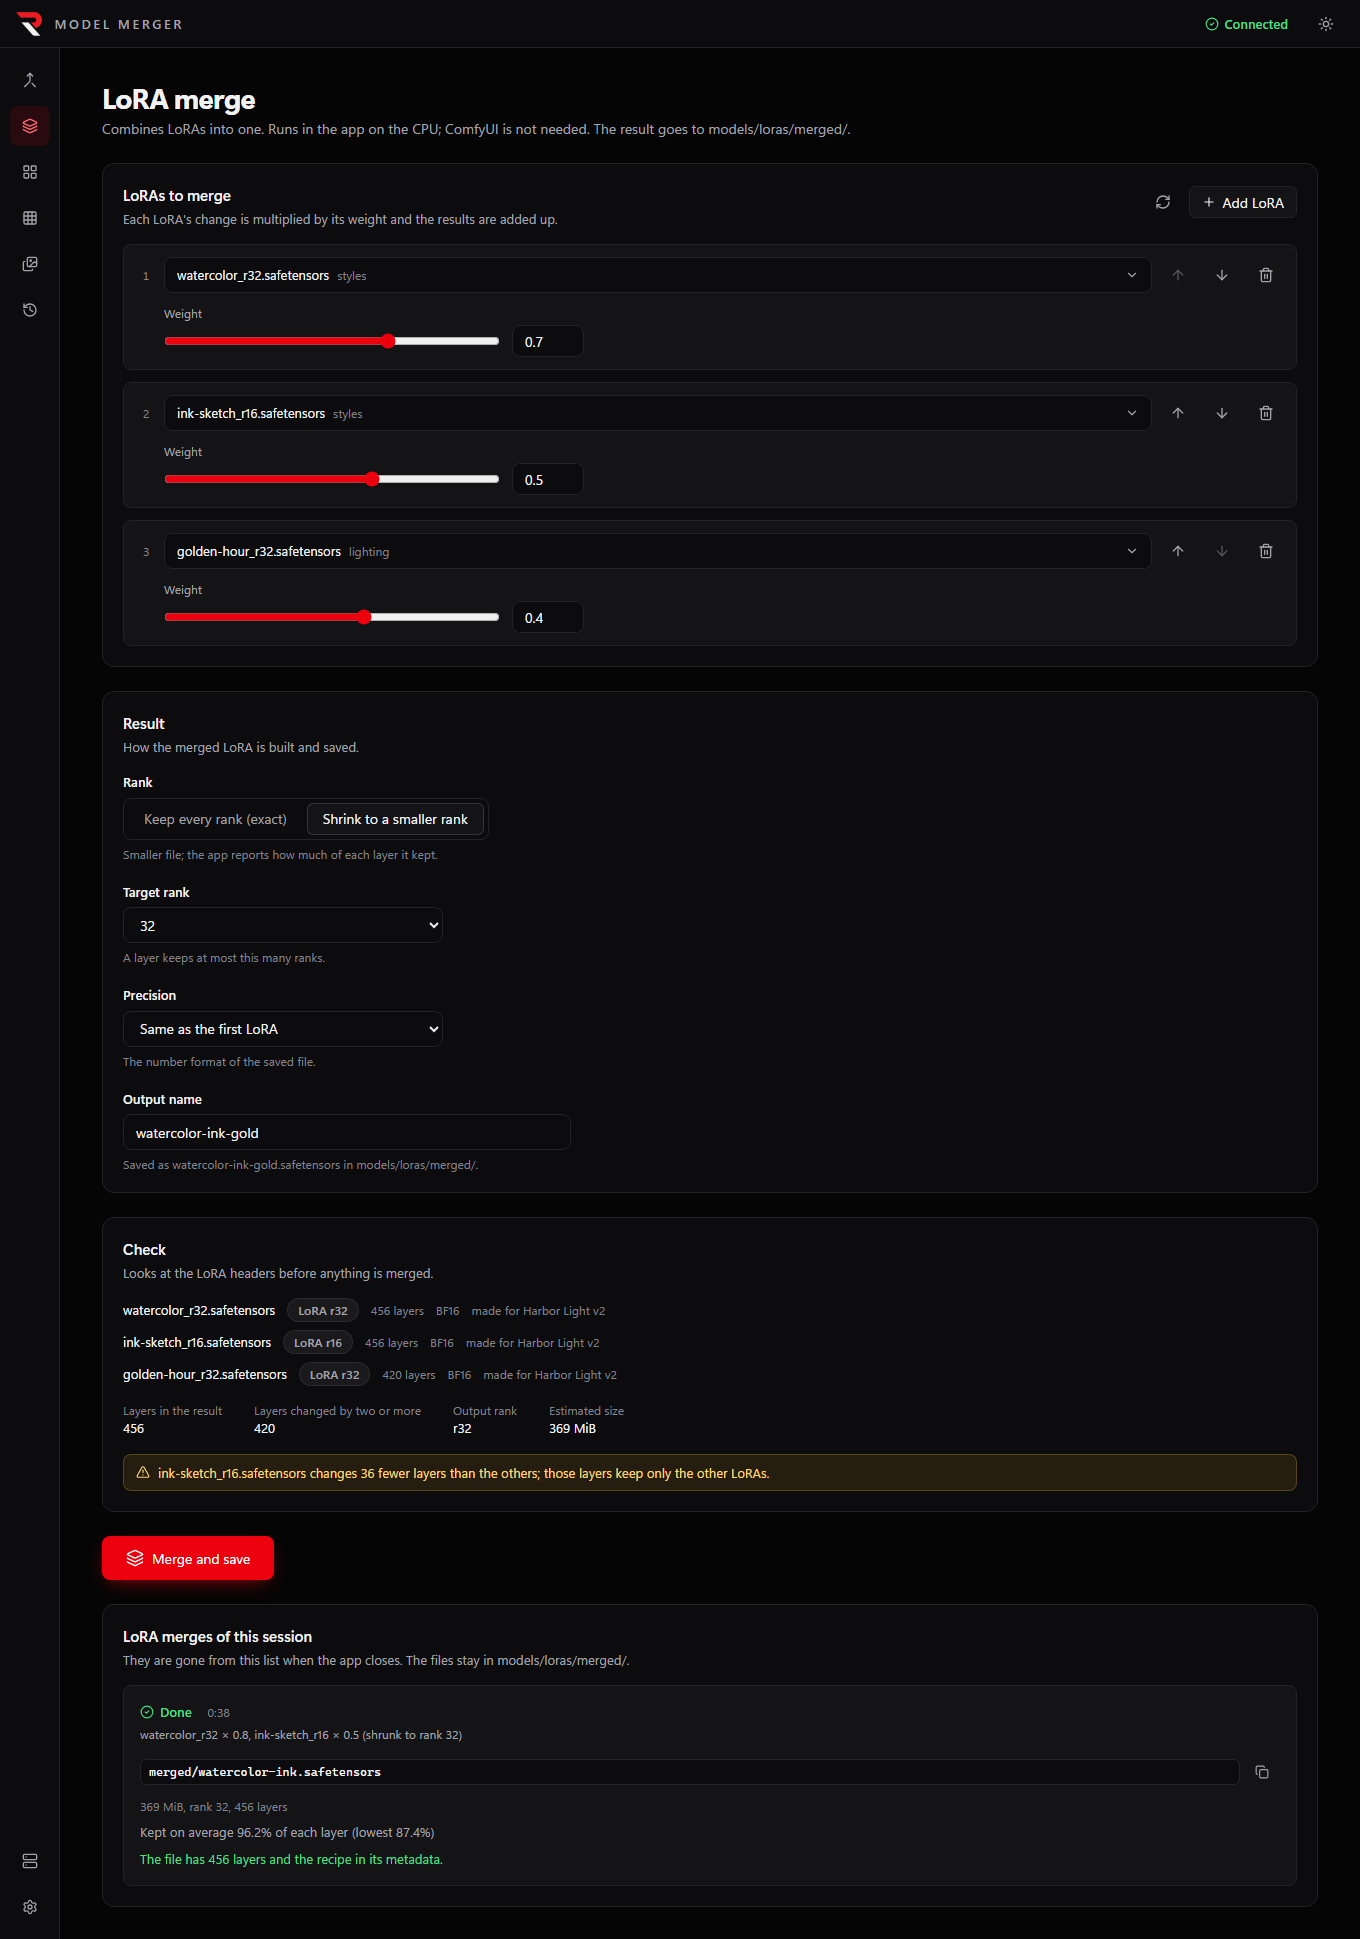 MODEL MERGER
Connected
LoRA merge
Combines LoRAs into one. Runs in the app on the CPU; ComfyUI is not needed. The result goes to models/loras/merged/.
LoRAs to merge
Each LoRA's change is multiplied by its weight and the results are added up.
Add LoRA
1 watercolor_r32.safetensors styles
Weight
0.7
2 ink-sketch_r16.safetensors styles
Weight
0.5
3 golden-hour_r32.safetensors lighting
Weight
0.4
Result
How the merged LoRA is built and saved.
Rank
Keep every rank (exact) Shrink to a smaller rank
Smaller file; the app reports how much of each layer it kept.
Target rank
32
A layer keeps at most this many ranks.
Precision
Same as the first LoRA
The number format of the saved file.
Output name
watercolor-ink-gold
Saved as watercolor-ink-gold.safetensors in models/loras/merged/.
Check
Looks at the LoRA headers before anything is merged.
watercolor_r32.safetensors LoRA r32 456 layers BF16 made for Harbor Light v2
ink-sketch_r16.safetensors LoRA r16 456 layers BF16 made for Harbor Light v2
golden-hour_r32.safetensors LoRA r32 420 layers BF16 made for Harbor Light v2
Layers in the result Layers changed by two or more Output rank Estimated size
456 420 r32 369 MiB
ink-sketch_r16.safetensors changes 36 fewer layers than the others; those layers keep only the other LoRAs.
Merge and save
LoRA merges of this session
They are gone from this list when the app closes. The files stay in models/loras/merged/.
Done 0:38
watercolor_r32 × 0.8, ink-sketch_r16 × 0.5 (shrunk to rank 32)
merged/watercolor-ink.safetensors
369 MiB, rank 32, 456 layers
Kept on average 96.2% of each layer (lowest 87.4%)
The file has 456 layers and the recipe in its metadata.